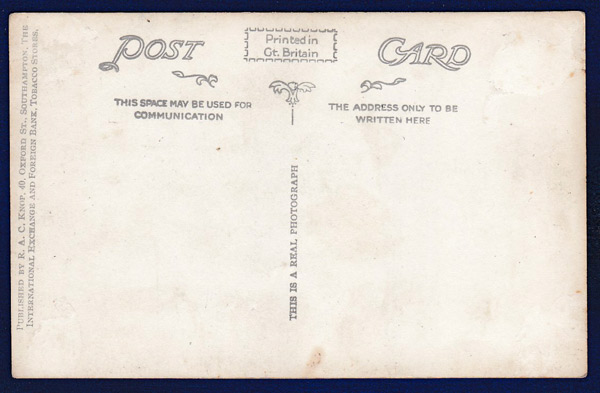 POST
Printed in
Gt. Britain
CARD
THIS SPACE MAY BE USED FOR
COMMUNICATION
THE ADDRESS ONLY TO BE
WRITTEN HERE
THIS IS A REAL PHOTOGRAPH
PUBLISHED BY R. A. C. KNOP, 40, OXFORD ST., SOUTHAMPTON, THE
INTERNATIONAL EXCHANGE AND FOREIGN BANK, TOBACCO STORES.